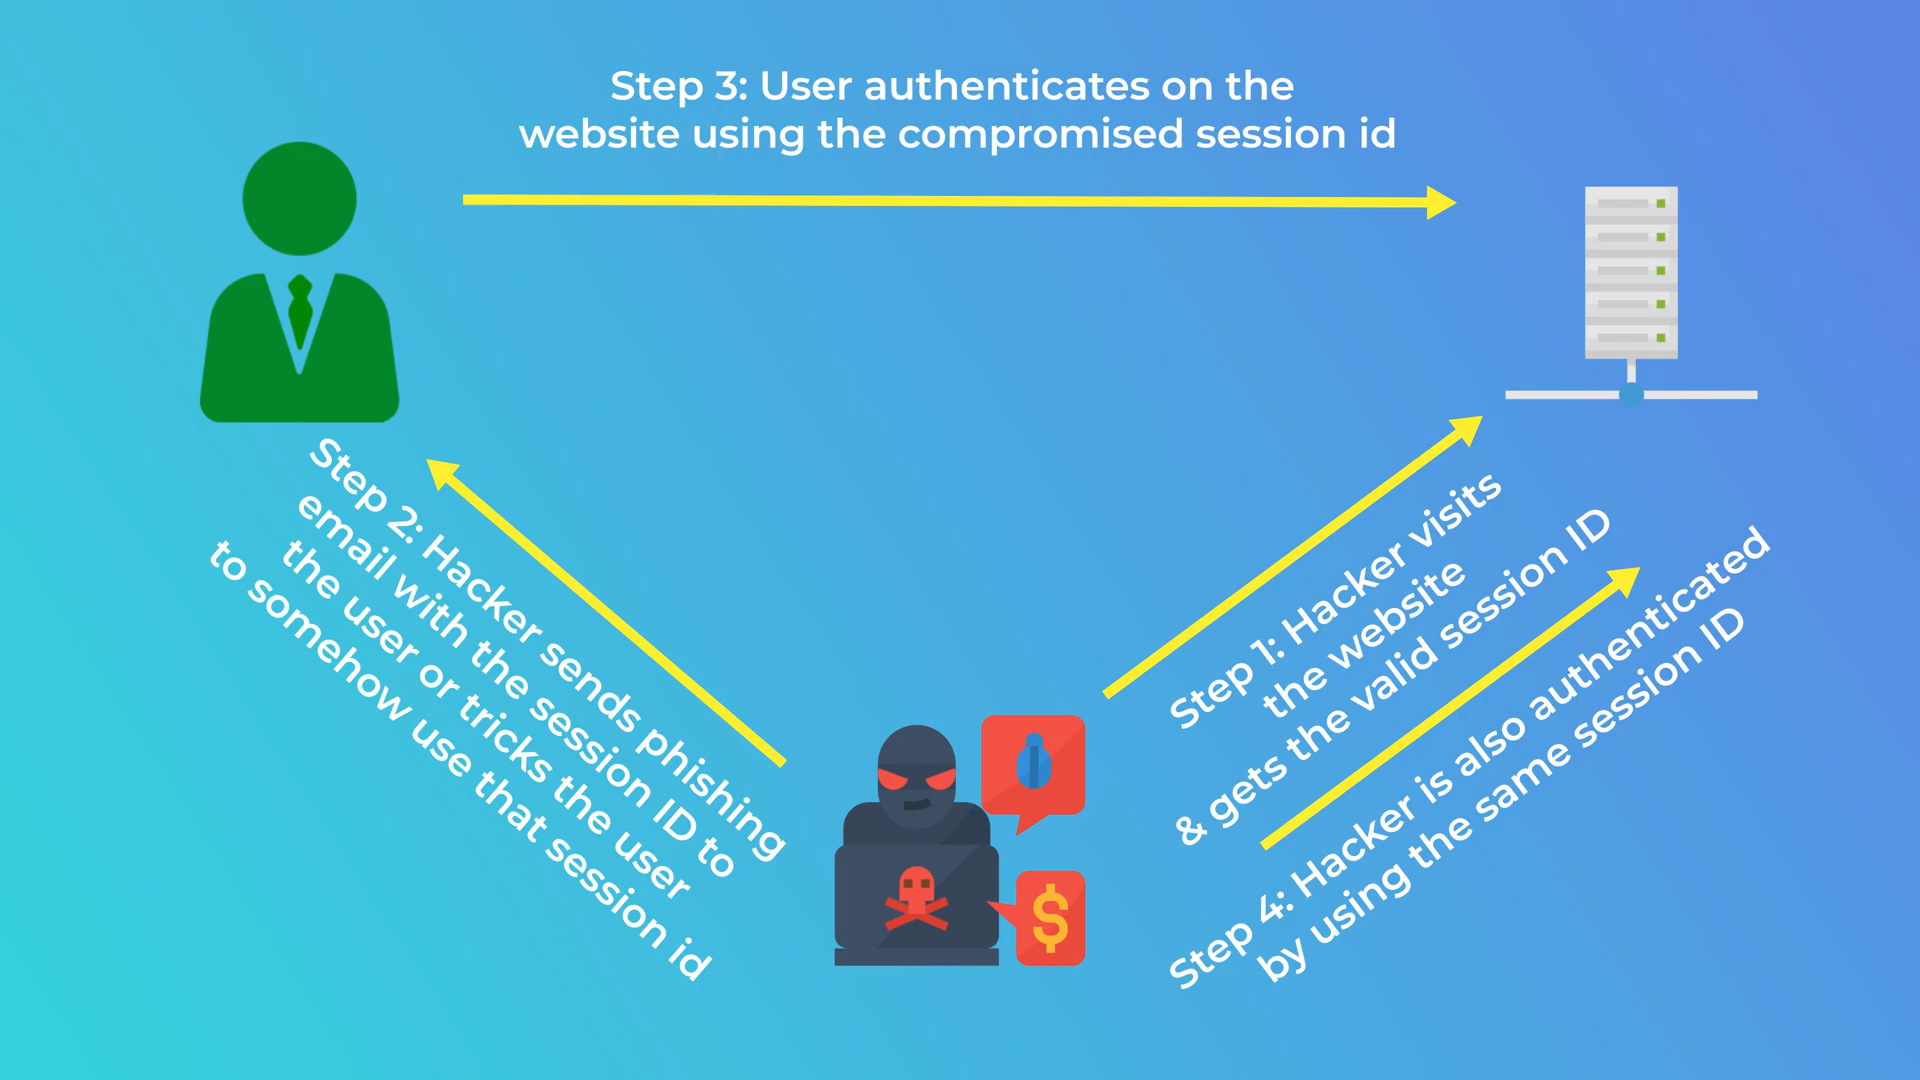 Step 3: User authenticates on the
website using the compromised session id
Step 2: Hacker sends phishing
email with the session ID to
the user or tricks the user
to somehow use that session id
Step 1: Hacker visits
the website
& gets the valid session ID
Step 4: Hacker is also authenticated
by using the same session ID
$